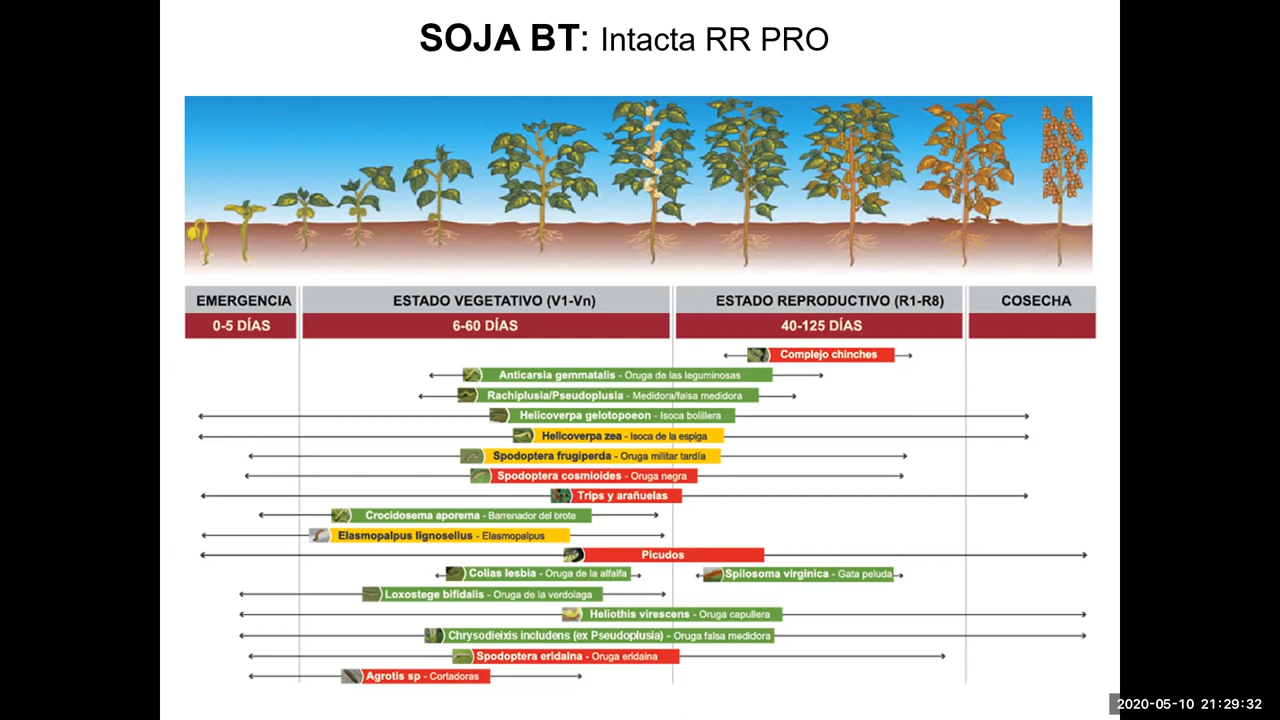 SOJA BT: Intacta RR PRO
EMERGENCIA
ESTADO VEGETATIVO (V1-Vn)
ESTADO REPRODUCTIVO (R1-R8)
COSECHA
0-5 DÍAS
6-60 DÍAS
40-125 DÍAS
Complejo chinches
Anticarsia gemmatalis - Oruga de las leguminosas
Rachiplusia/Pseudoplusia - Medidora/falsa medidora
Helicoverpa gelotopoeon - Isoca bolillera
Helicoverpa zea - Isoca de la espiga
Spodoptera frugiperda - Oruga militar tardía
Spodoptera cosmioides - Oruga negra
Trips y arañuelas
Crocidosema aporema - Barrenador del brote
Elasmopalpus lignosellus - Elasmopalpus
Picudos
Colias lesbia - Oruga de la alfalfa
Spilosoma virginica - Gata peluda
Loxostege bifidalis - Oruga de la verdolaga
Heliothis virescens - Oruga capullera
Chrysodieixis includens (ex Pseudoplusia) - Oruga falsa medidora
Spodoptera eridaina - Oruga eridaina
Agrotis sp - Cortadoras
2020-05-10 21:29:32